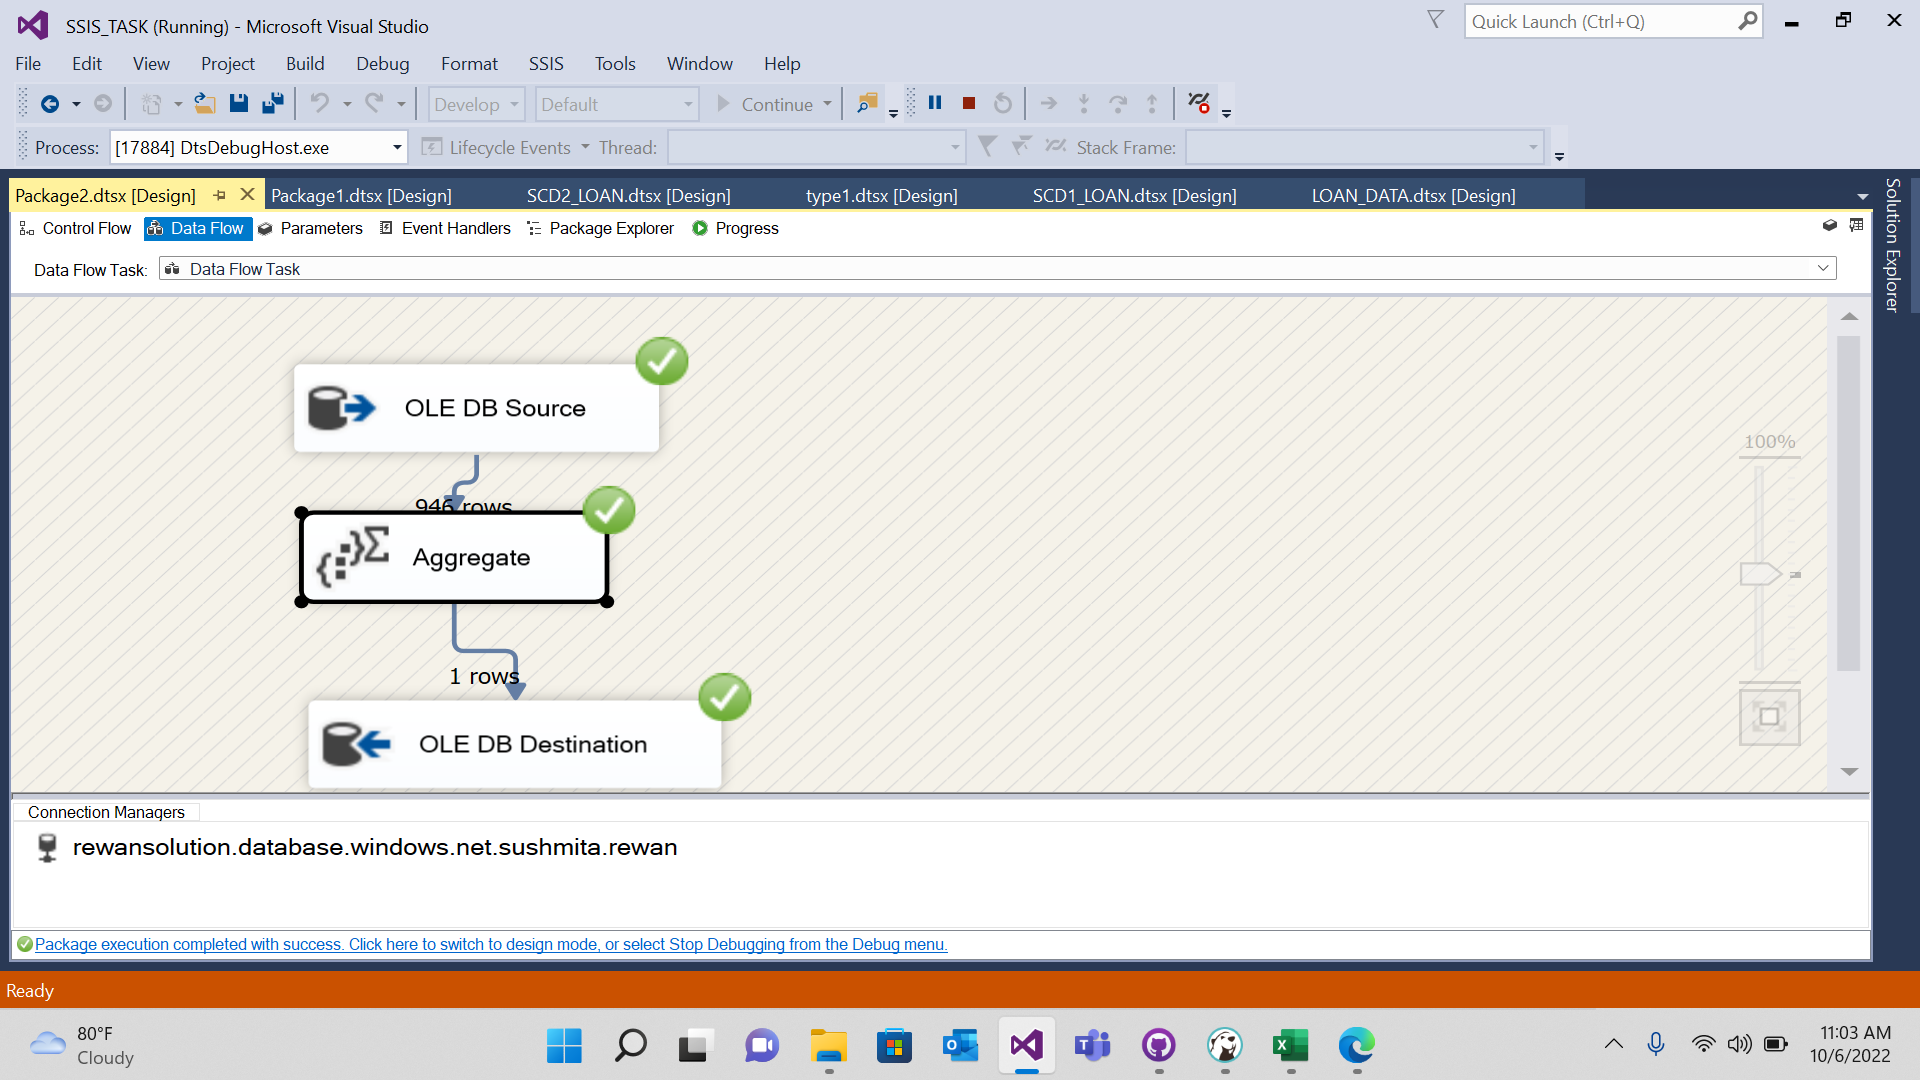 SSIS_TASK (Running) - Microsoft Visual Studio
Quick Launch (Ctrl+Q)
File Edit View Project Build Debug Format SSIS Tools Window Help
Develop Default Continue
Process: [17884] DtsDebugHost.exe Lifecycle Events Thread: Stack Frame:
Package2.dtsx [Design] Package1.dtsx [Design] SCD2_LOAN.dtsx [Design] type1.dtsx [Design] SCD1_LOAN.dtsx [Design] LOAN_DATA.dtsx [Design]
Solution Explorer
Control Flow Data Flow Parameters Event Handlers Package Explorer Progress
Data Flow Task: Data Flow Task
OLE DB Source
100%
946 rows
Aggregate
1 rows
OLE DB Destination
Connection Managers
rewansolution.database.windows.net.sushmita.rewan
Package execution completed with success. Click here to switch to design mode, or select Stop Debugging from the Debug menu.
Ready
80°F
Cloudy
11:03 AM
10/6/2022